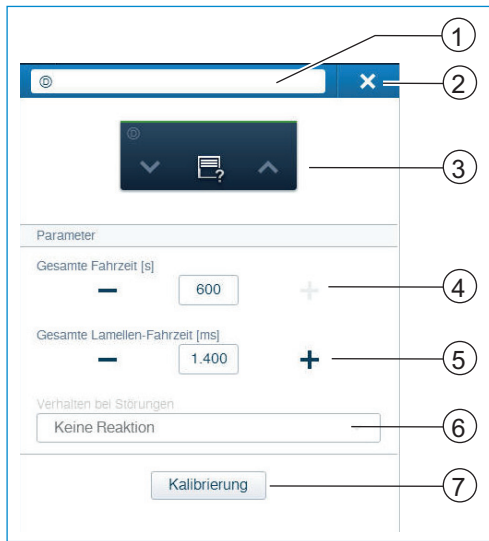 1
Ⓓ
2
Ⓓ
?
3
Parameter
Gesamte Fahrzeit [s]
600
4
Gesamte Lamellen-Fahrzeit [ms]
1.400
5
Verhalten bei Störungen
Keine Reaktion
6
Kalibrierung
7